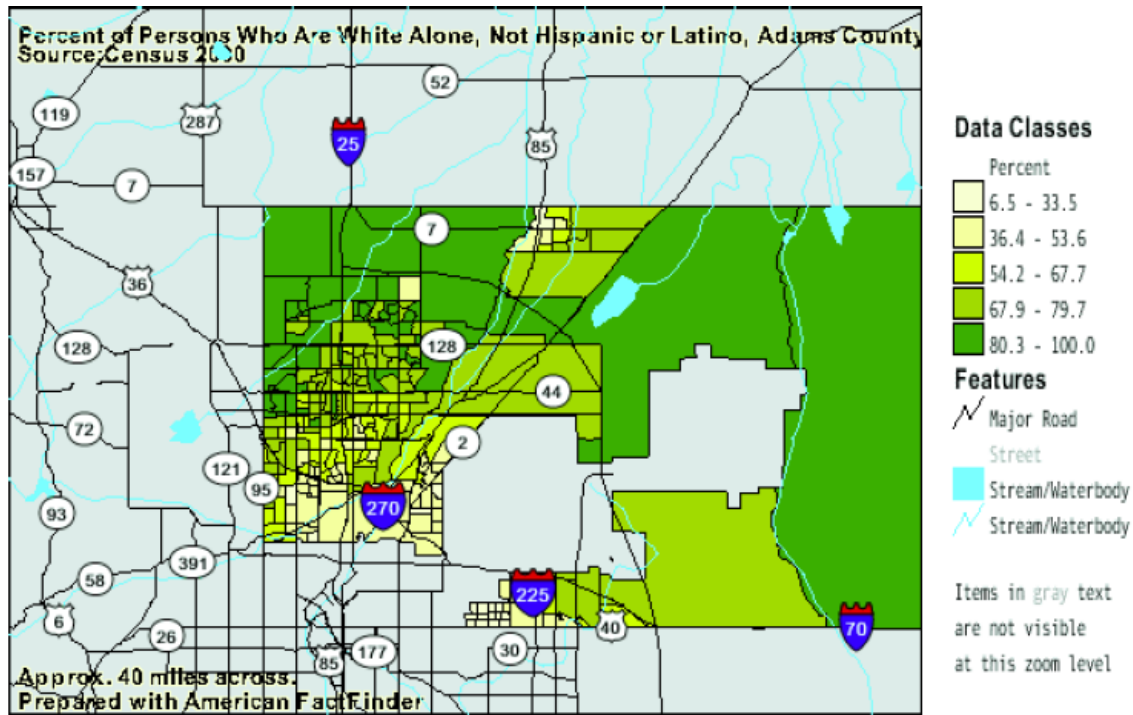 Percent of Persons Who Are White Alone, Not Hispanic or Latino, Adams County
Source:Census 2000
52
119
287
25
85
157
7
7
36
128
128
44
72
2
121
95
270
93
391
58
225
6
26
40
70
177
30
85
Approx. 40 miles across.
Prepared with American FactFinder
Data Classes
Percent
6.5 - 33.5
36.4 - 53.6
54.2 - 67.7
67.9 - 79.7
80.3 - 100.0
Features
Major Road
Street
Stream/Waterbody
Stream/Waterbody
Items in gray text
are not visible
at this zoom level